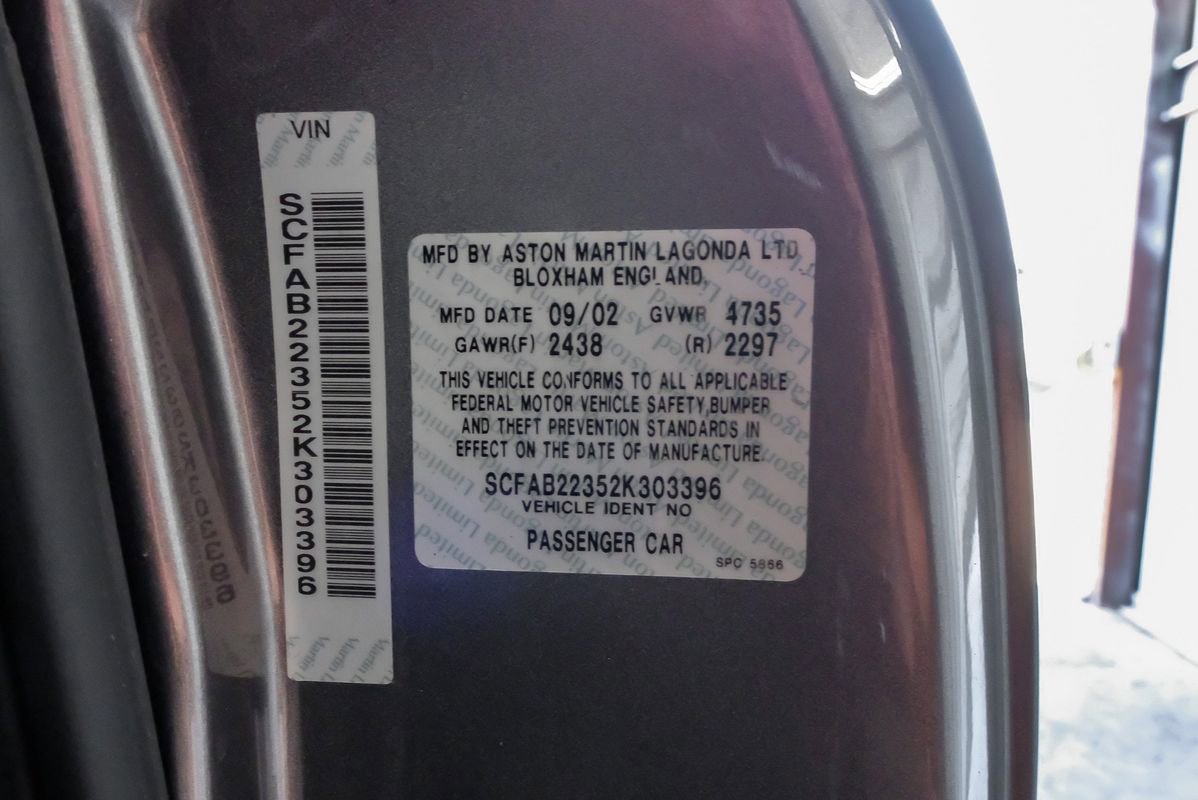 VIN
SCFAB22352K303396
MFD BY ASTON MARTIN LAGONDA LTD
BLOXHAM ENGLAND,
MFD DATE 09/02 GVWR 4735
GAWR(F) 2438 (R) 2297
THIS VEHICLE CONFORMS TO ALL APPLICABLE
FEDERAL MOTOR VEHICLE SAFETY,BUMPER
AND THEFT PREVENTION STANDARDS IN
EFFECT ON THE DATE OF MANUFACTURE.
SCFAB22352K303396
VEHICLE IDENT NO
PASSENGER CAR
SPC 5866